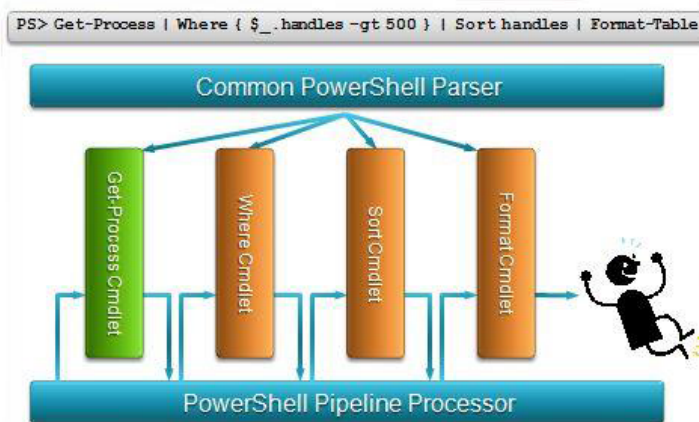 PS> Get-Process | Where { $_.handles -gt 500 } | Sort handles | Format-Table
Common PowerShell Parser
Get-Process Cmdlet
Where Cmdlet
Sort Cmdlet
Format Cmdlet
PowerShell Pipeline Processor